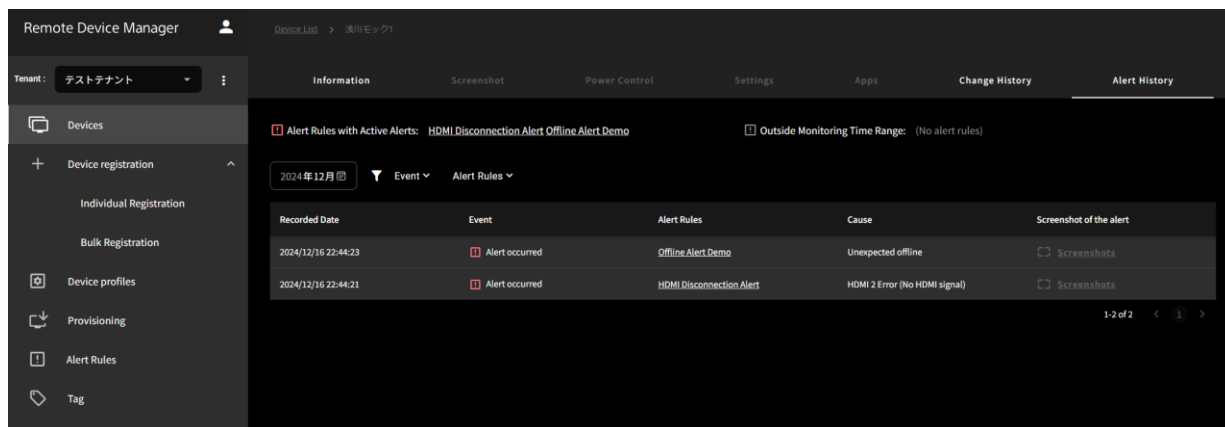 Remote Device Manager
Device List > 浅川モック1
Tenant : テストテナント
Information Screenshot Power Control Settings Apps Change History Alert History
Devices
Device registration
Individual Registration
Bulk Registration
Device profiles
Provisioning
Alert Rules
Tag
Alert Rules with Active Alerts: HDMI Disconnection Alert Offline Alert Demo
Outside Monitoring Time Range: (No alert rules)
2024年12月 Event Alert Rules
Recorded Date Event Alert Rules Cause Screenshot of the alert
2024/12/16 22:44:23 Alert occurred Offline Alert Demo Unexpected offline Screenshots
2024/12/16 22:44:21 Alert occurred HDMI Disconnection Alert HDMI 2 Error (No HDMI signal) Screenshots
1-2 of 2 < 1 >